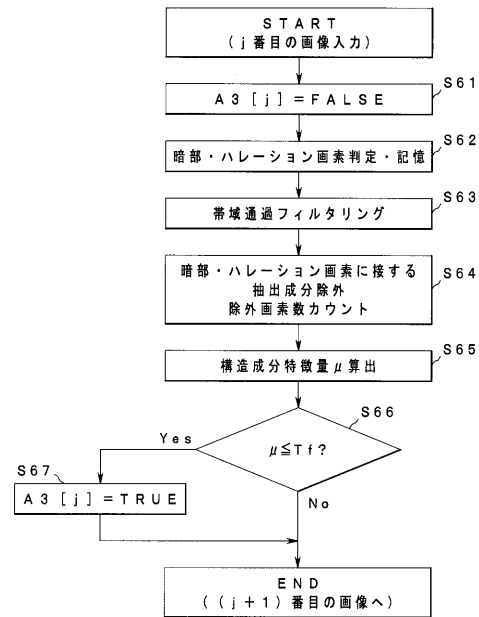 START
(j番目の画像入力)
S61
A3[j]=FALSE
S62
暗部・ハレーション画素判定・記憶
S63
帯域通過フィルタリング
S64
暗部・ハレーション画素に接する
抽出成分除外
除外画素数カウント
S65
構造成分特徴量μ算出
S66
μ≦Tf?
Yes
S67
A3[j]=TRUE
No
END
((j+1)番目の画像へ)